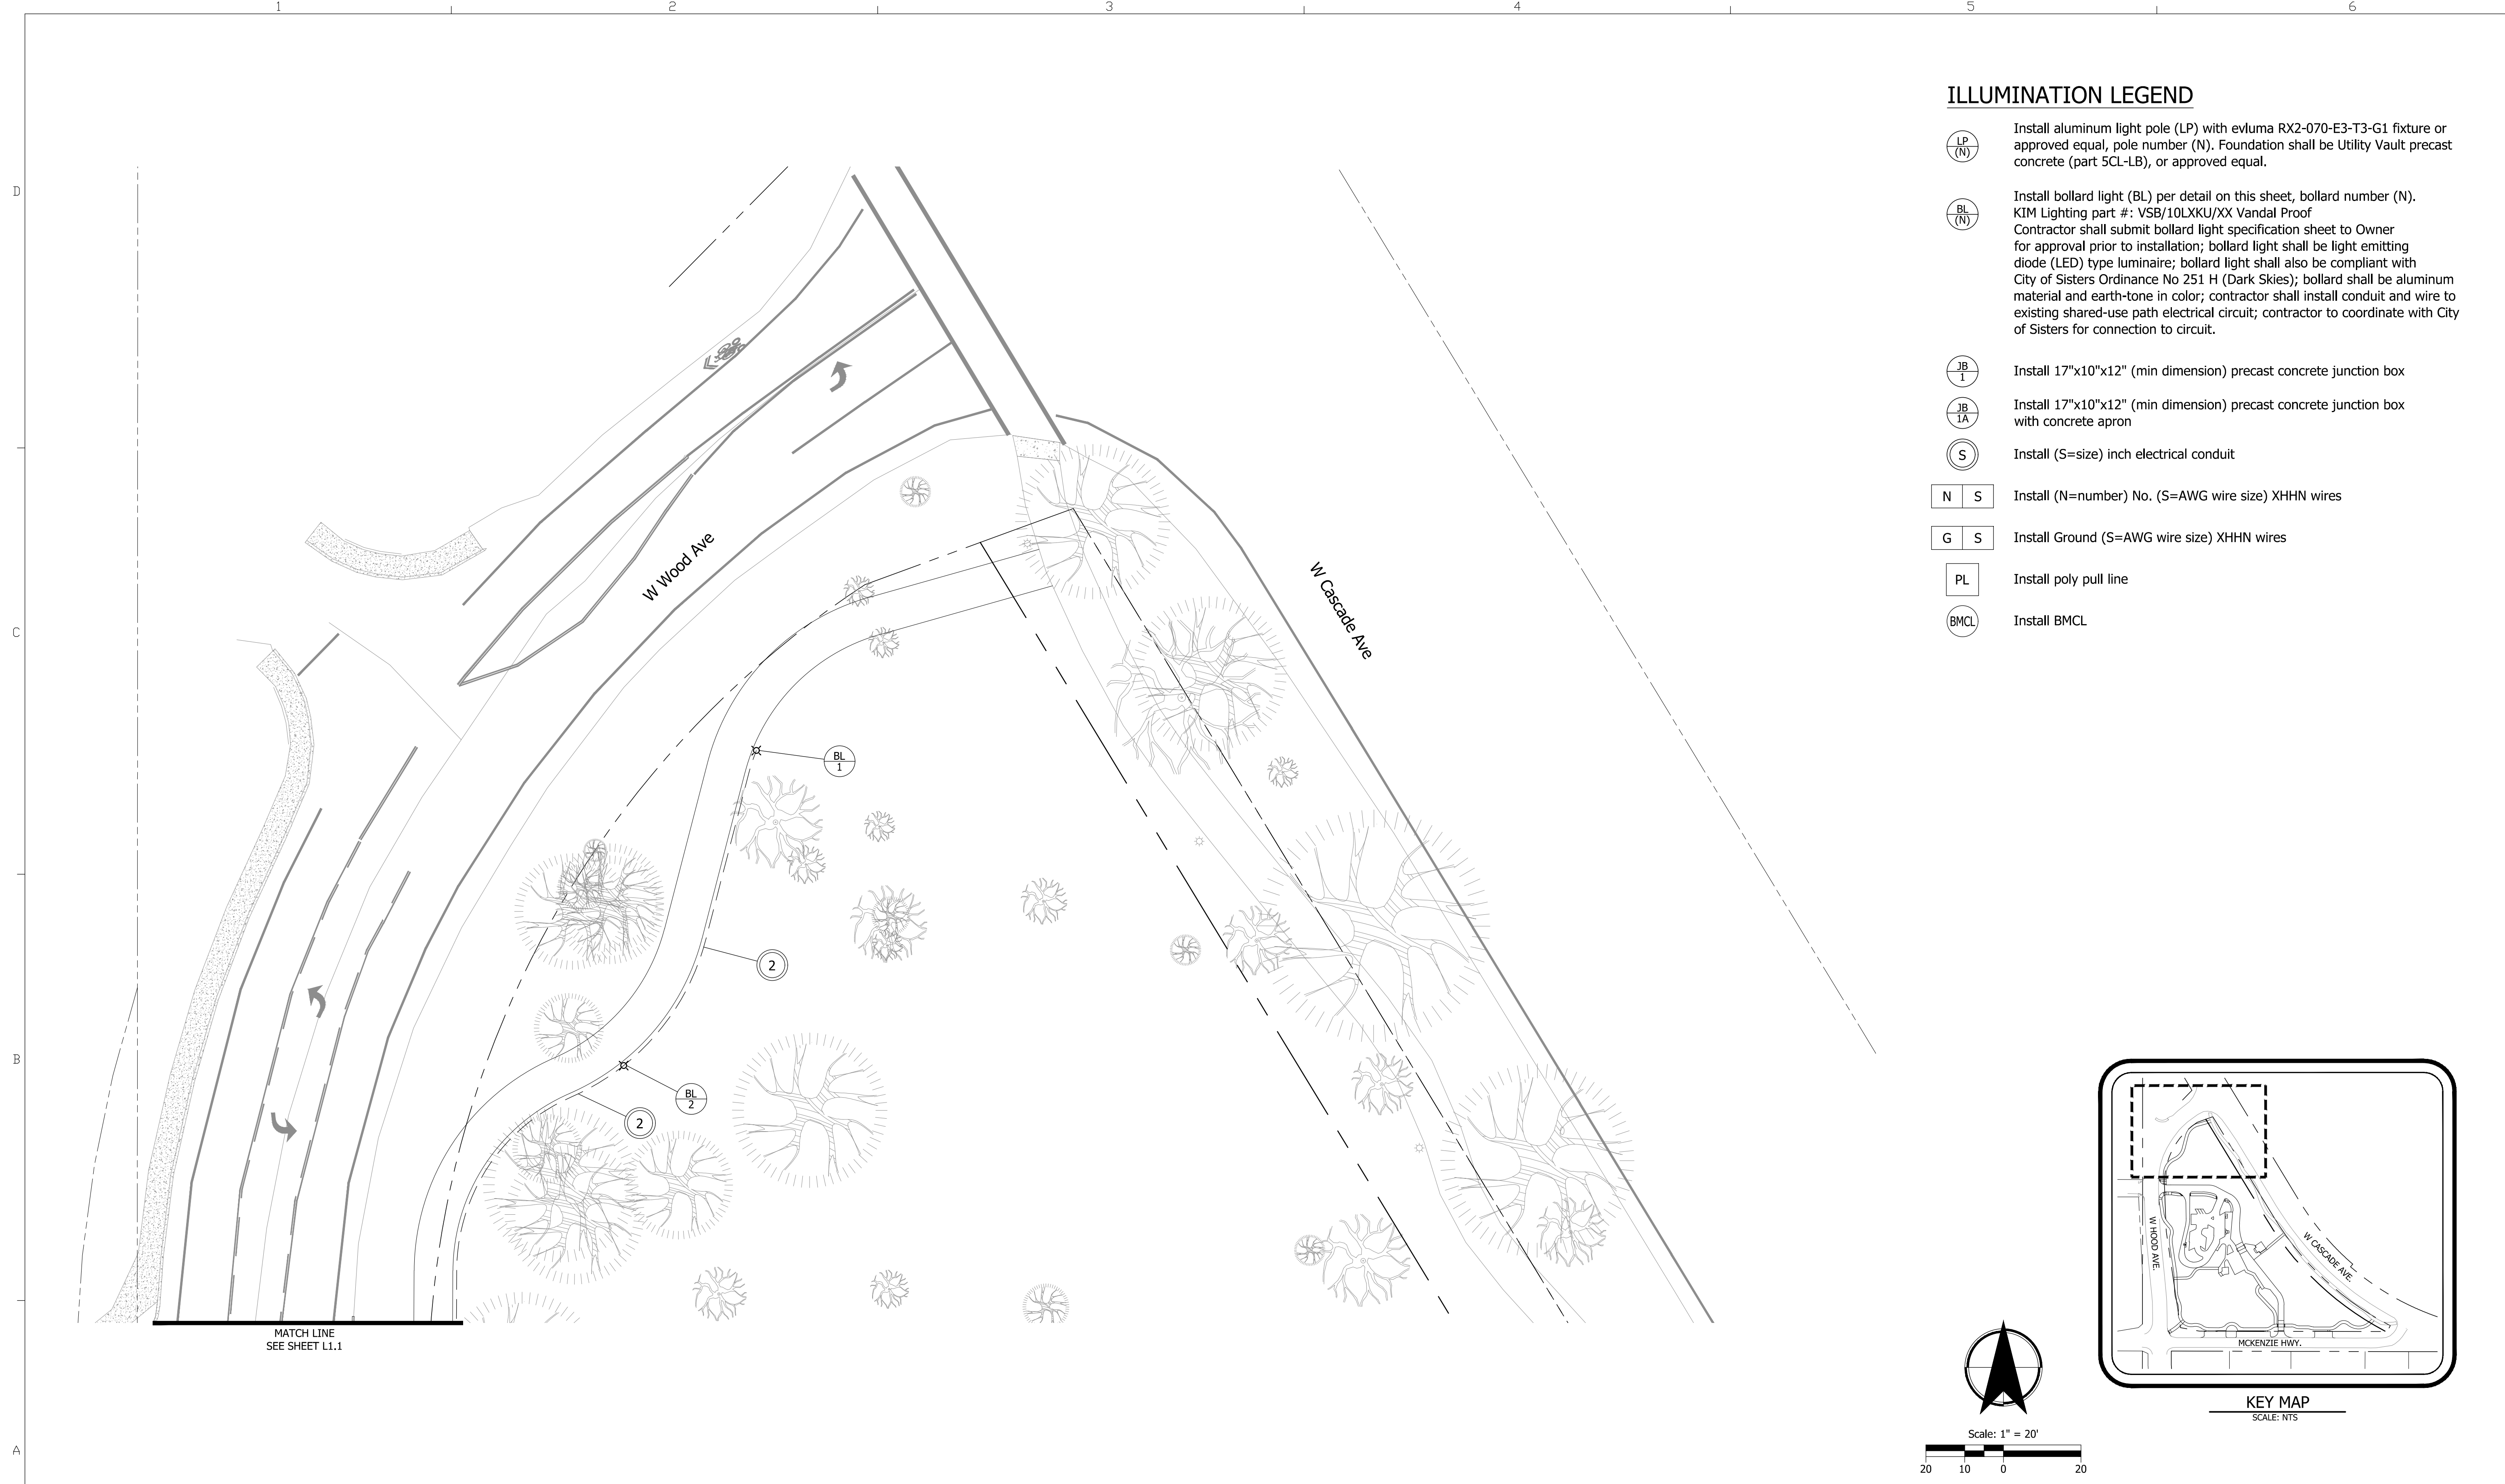 1 2 3 4 5 6
D
C
B
A
ILLUMINATION LEGEND
LP
(N)
Install aluminum light pole (LP) with evluma RX2-070-E3-T3-G1 fixture or
approved equal, pole number (N). Foundation shall be Utility Vault precast
concrete (part 5CL-LB), or approved equal.
BL
(N)
Install bollard light (BL) per detail on this sheet, bollard number (N).
KIM Lighting part #: VSB/10LXKU/XX Vandal Proof
Contractor shall submit bollard light specification sheet to Owner
for approval prior to installation; bollard light shall be light emitting
diode (LED) type luminaire; bollard light shall also be compliant with
City of Sisters Ordinance No 251 H (Dark Skies); bollard shall be aluminum
material and earth-tone in color; contractor shall install conduit and wire to
existing shared-use path electrical circuit; contractor to coordinate with City
of Sisters for connection to circuit.
JB
1
Install 17"x10"x12" (min dimension) precast concrete junction box
JB
1A
Install 17"x10"x12" (min dimension) precast concrete junction box
with concrete apron
S
Install (S=size) inch electrical conduit
N S
Install (N=number) No. (S=AWG wire size) XHHN wires
G S
Install Ground (S=AWG wire size) XHHN wires
PL
Install poly pull line
BMCL
Install BMCL
W Wood Ave
W Cascade Ave
BL
1
2
BL
2
2
MATCH LINE
SEE SHEET L1.1
W HOOD AVE.
W CASCADE AVE.
MCKENZIE HWY.
KEY MAP
SCALE: NTS
Scale: 1" = 20'
20 10 0 20